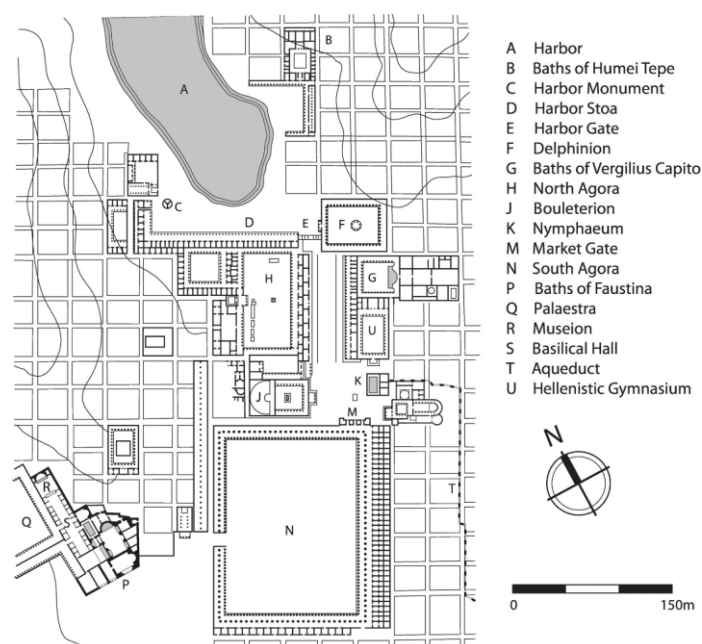 A Harbor
B Baths of Humei Tepe
C Harbor Monument
D Harbor Stoa
E Harbor Gate
F Delphinion
G Baths of Vergilius Capito
H North Agora
J Bouleterion
K Nymphaeum
M Market Gate
N South Agora
P Baths of Faustina
Q Palaestra
R Museion
S Basilical Hall
T Aqueduct
U Hellenistic Gymnasium
N
0 150m
B
A
C
D
E
F
H
G
U
K
J
M
R
Q
S
T
N
P